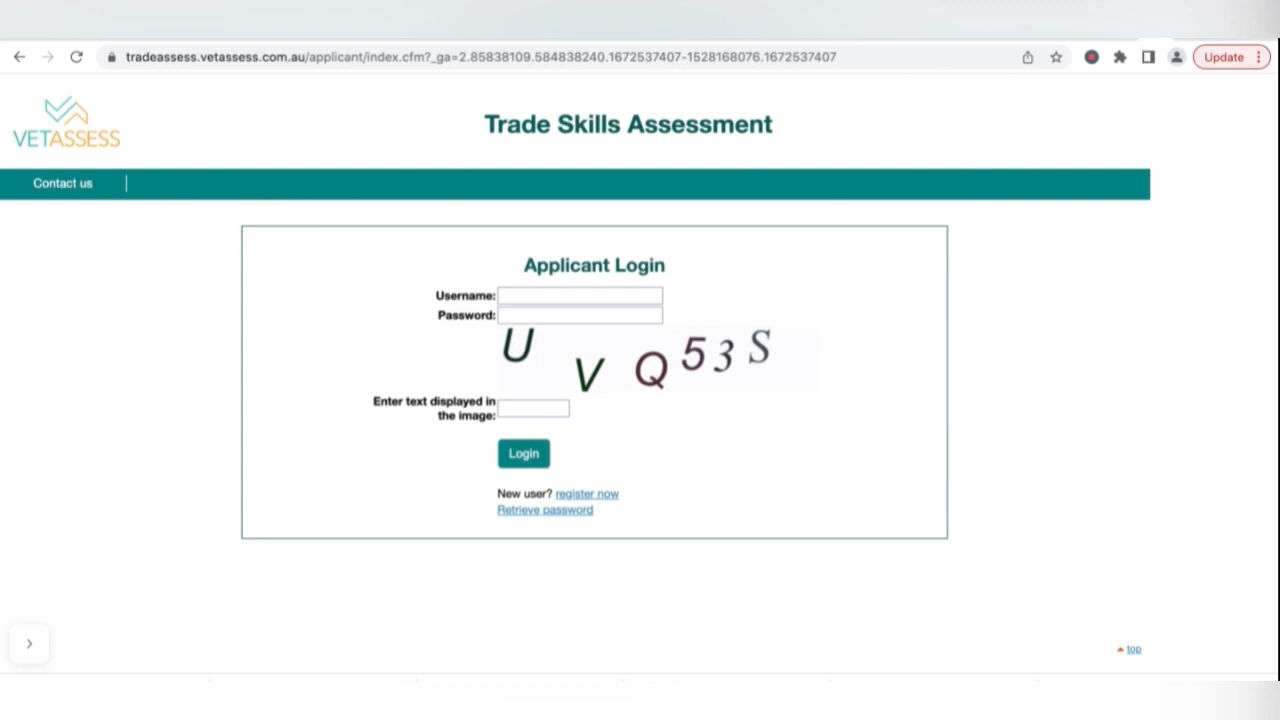 tradeassess.vetassess.com.au/applicant/index.cfm?_ga=2.85838109.584838240.1672537407-1528168076.1672537407
Update
VETASSESS
Trade Skills Assessment
Contact us
Applicant Login
Username:
Password:
U V Q 5 3 S
Enter text displayed in
the image:
Login
New user? register now
Retrieve password
top